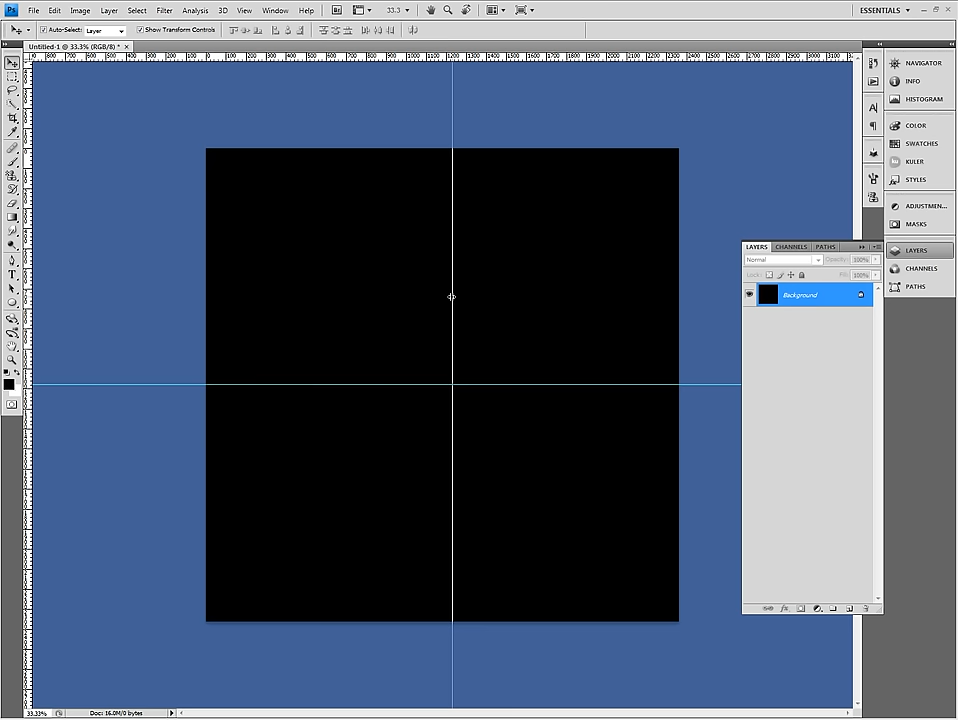 Ps File Edit Image Layer Select Filter Analysis 3D View Window Help Br 33.3 ESSENTIALS
Auto-Select: Layer Show Transform Controls
Untitled-1 @ 33.3% (RGB/8) * ×
NAVIGATOR
INFO
HISTOGRAM
COLOR
SWATCHES
KULER
STYLES
ADJUSTMEN...
MASKS
LAYERS
CHANNELS
PATHS
LAYERS CHANNELS PATHS
Normal Opacity: 100%
Lock: Fill: 100%
Background
33.33% Doc: 16.0M/0 bytes